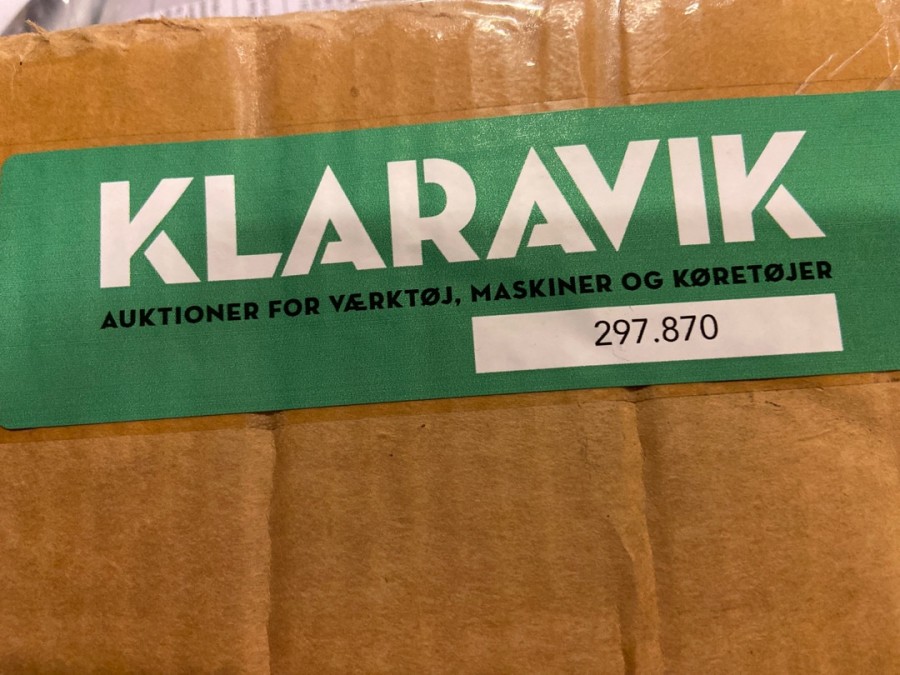 KLARAVIK
AUKTIONER FOR VÆRKTØJ, MASKINER OG KØRETØJER
297.870